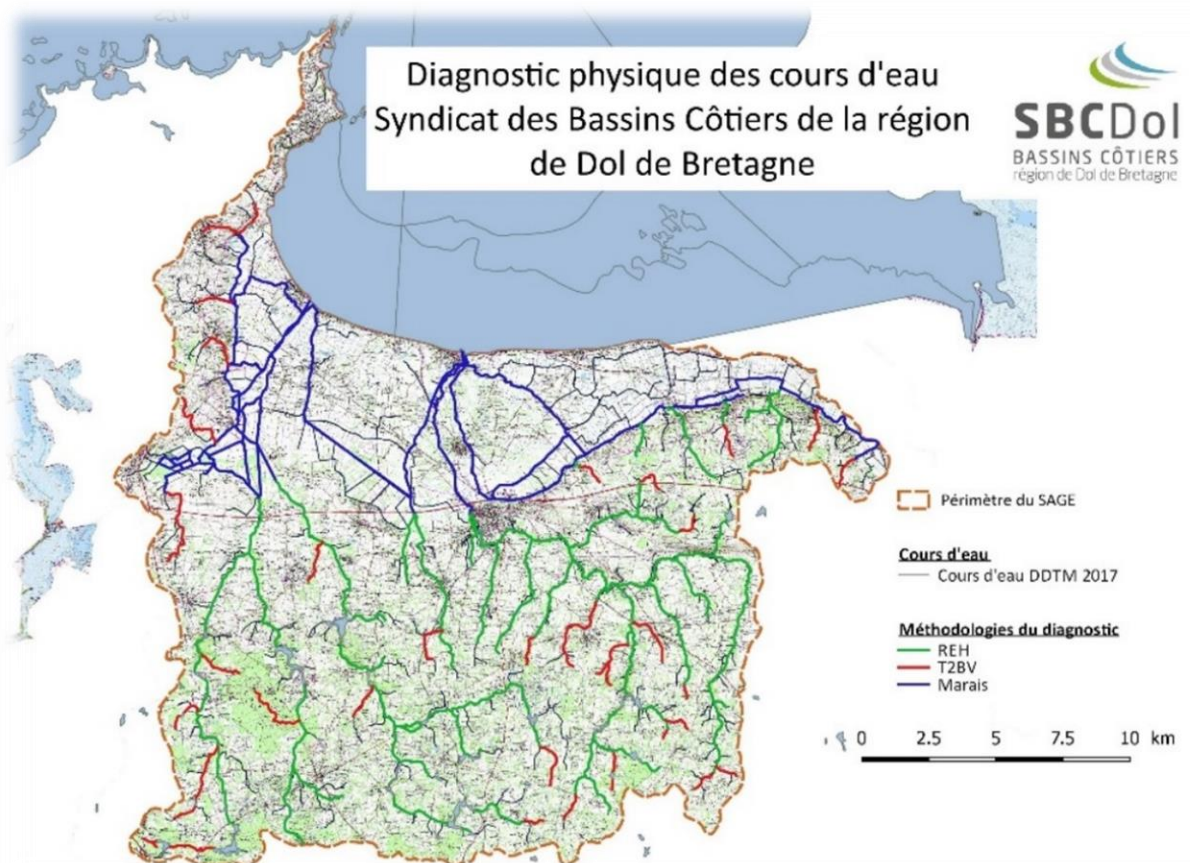 Diagnostic physique des cours d'eau
Syndicat des Bassins Côtiers de la région
de Dol de Bretagne
SBCDol
BASSINS CÔTIERS
région de Dol de Bretagne
Périmètre du SAGE
Cours d'eau
Cours d'eau DDTM 2017
Méthodologies du diagnostic
REH
T2BV
Marais
0 2.5 5 7.5 10 km